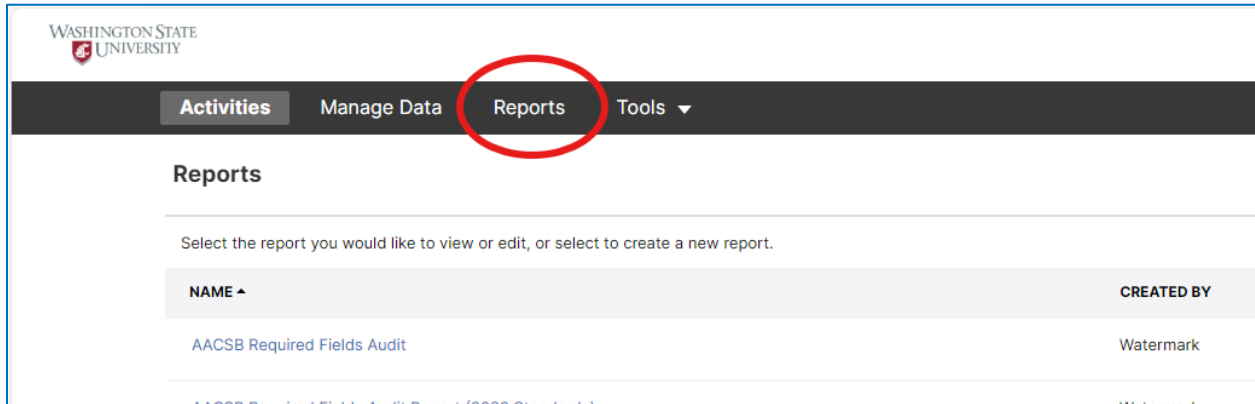 WASHINGTON STATE
UNIVERSITY
Activities Manage Data Reports Tools
Reports
Select the report you would like to view or edit, or select to create a new report.
NAME CREATED BY
AACSB Required Fields Audit Watermark